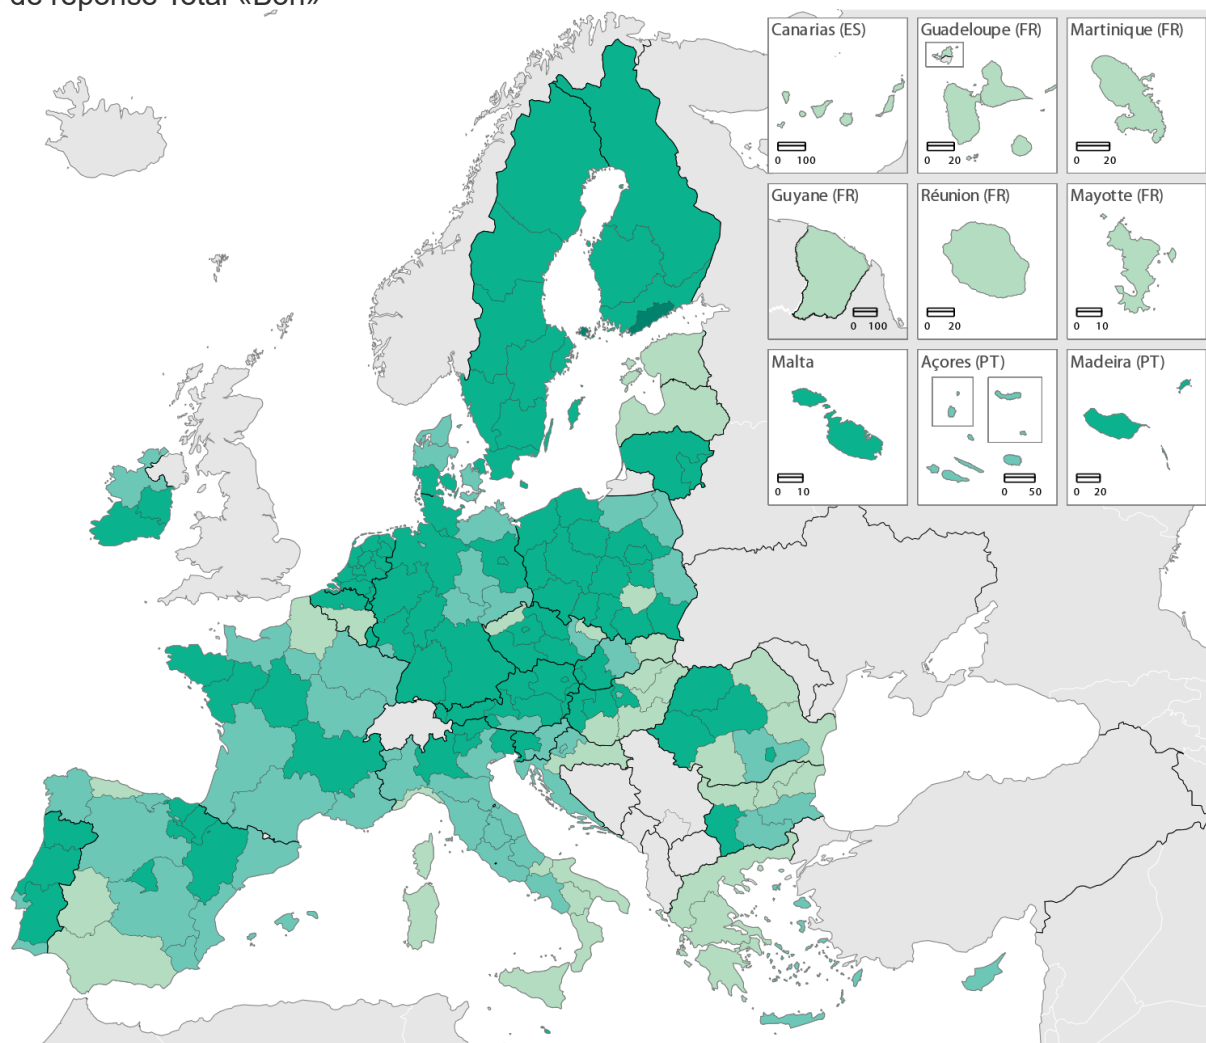 de réponse Total «Bon»
Canarias (ES)
0 100
Guadeloupe (FR)
0 20
Martinique (FR)
0 20
Guyane (FR)
0 100
Réunion (FR)
0 20
Mayotte (FR)
0 10
Malta
0 10
Açores (PT)
0 50
Madeira (PT)
0 20